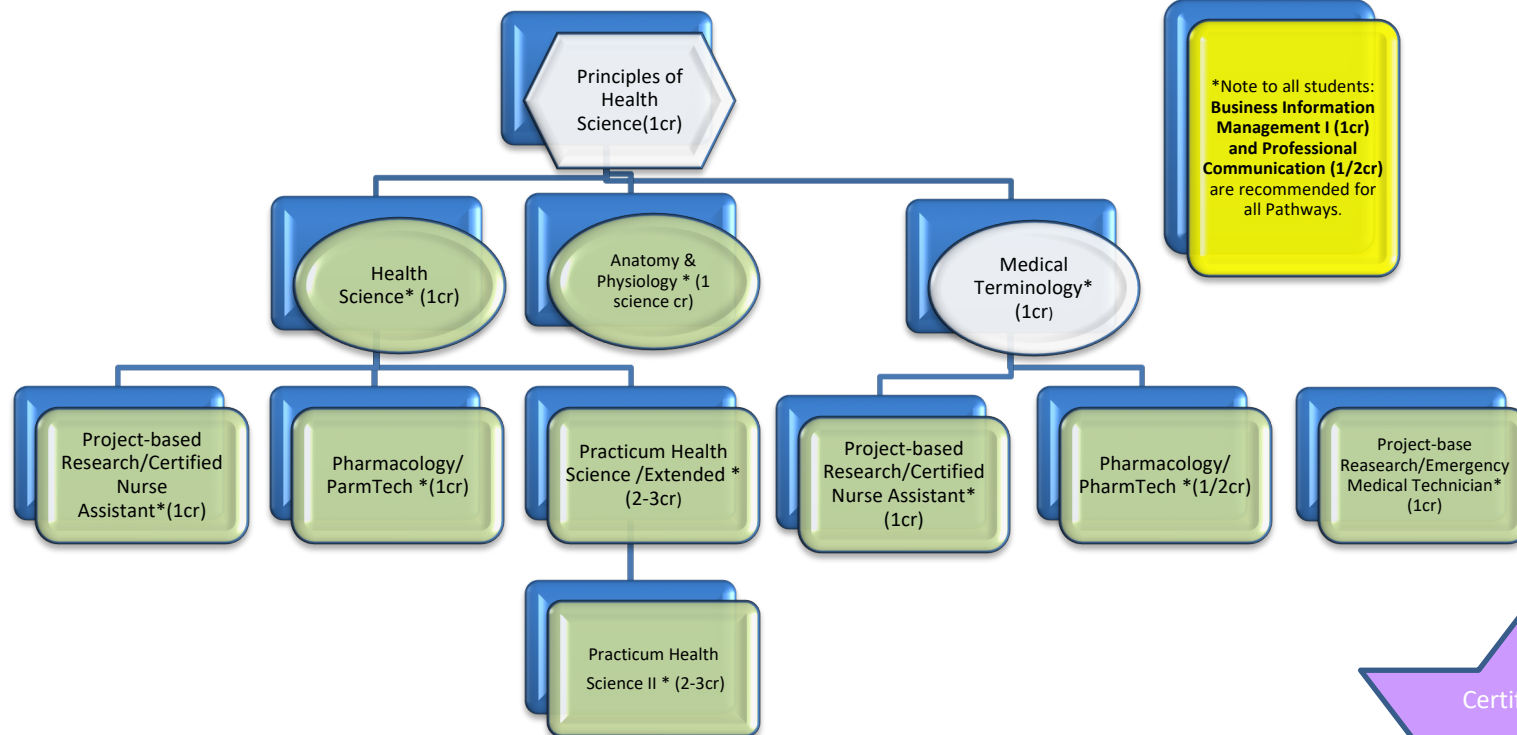 Principles of
Health
Science(1cr)
*Note to all students:
Business Information
Management I (1cr)
and Professional
Communication (1/2cr)
are recommended for
all Pathways.
Health
Science* (1cr)
Anatomy &
Physiology * (1
science cr)
Medical
Terminology*
(1cr)
Project-based
Research/Certified
Nurse
Assistant*(1cr)
Pharmacology/
ParmTech *(1cr)
Practicum Health
Science /Extended *
(2-3cr)
Project-based
Research/Certified
Nurse Assistant*
(1cr)
Pharmacology/
PharmTech *(1/2cr)
Project-base
Reasearch/Emergency
Medical Technician*
(1cr)
Practicum Health
Science II * (2-3cr)